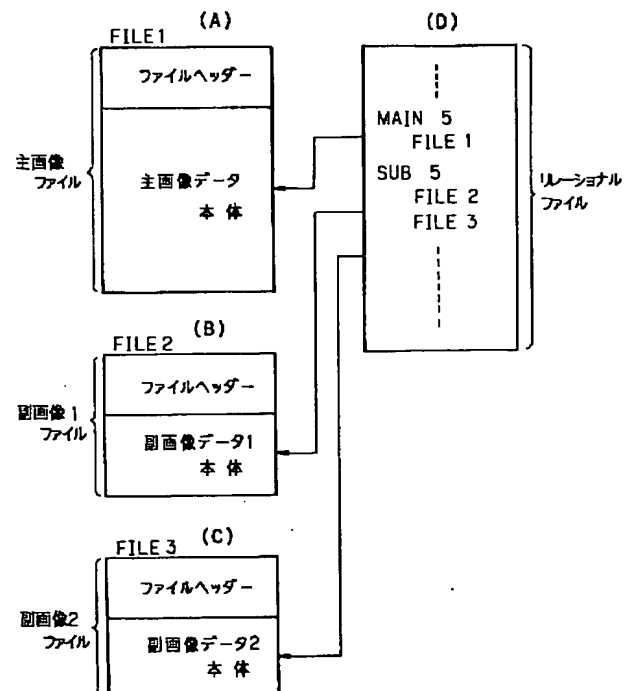 (A)
FILE1
ファイルヘッダー
主画像データ
本体
主画像
ファイル
(D)
MAIN 5
FILE 1
SUB 5
FILE 2
FILE 3
リレーショナル
ファイル
(B)
FILE2
ファイルヘッダー
副画像データ1
本体
副画像1
ファイル
(C)
FILE3
ファイルヘッダー
副画像データ2
本体
副画像2
ファイル